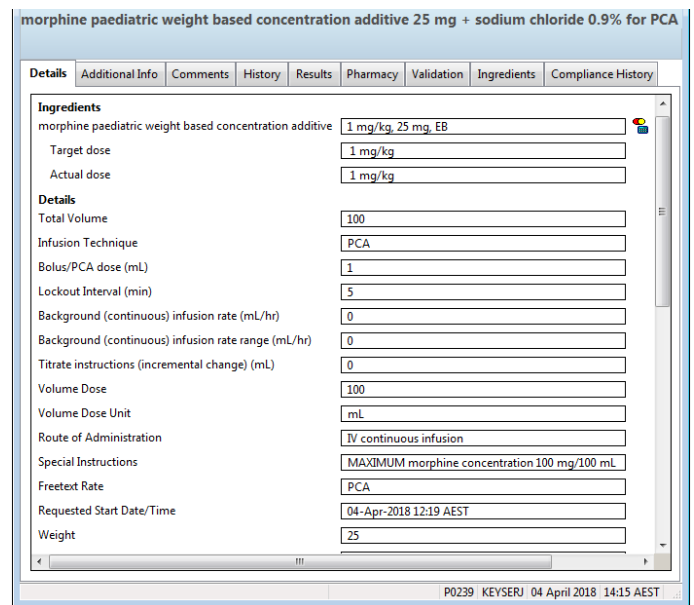 morphine paediatric weight based concentration additive 25 mg + sodium chloride 0.9% for PCA
Details Additional Info Comments History Results Pharmacy Validation Ingredients Compliance History
Ingredients
morphine paediatric weight based concentration additive 1 mg/kg, 25 mg, EB
Target dose 1 mg/kg
Actual dose 1 mg/kg
Details
Total Volume 100
Infusion Technique PCA
Bolus/PCA dose (mL) 1
Lockout Interval (min) 5
Background (continuous) infusion rate (mL/hr) 0
Background (continuous) infusion rate range (mL/hr) 0
Titrate instructions (incremental change) (mL) 0
Volume Dose 100
Volume Dose Unit mL
Route of Administration IV continuous infusion
Special Instructions MAXIMUM morphine concentration 100 mg/100 mL
Freetext Rate PCA
Requested Start Date/Time 04-Apr-2018 12:19 AEST
Weight 25
P0239 KEYSERJ 04 April 2018 14:15 AEST